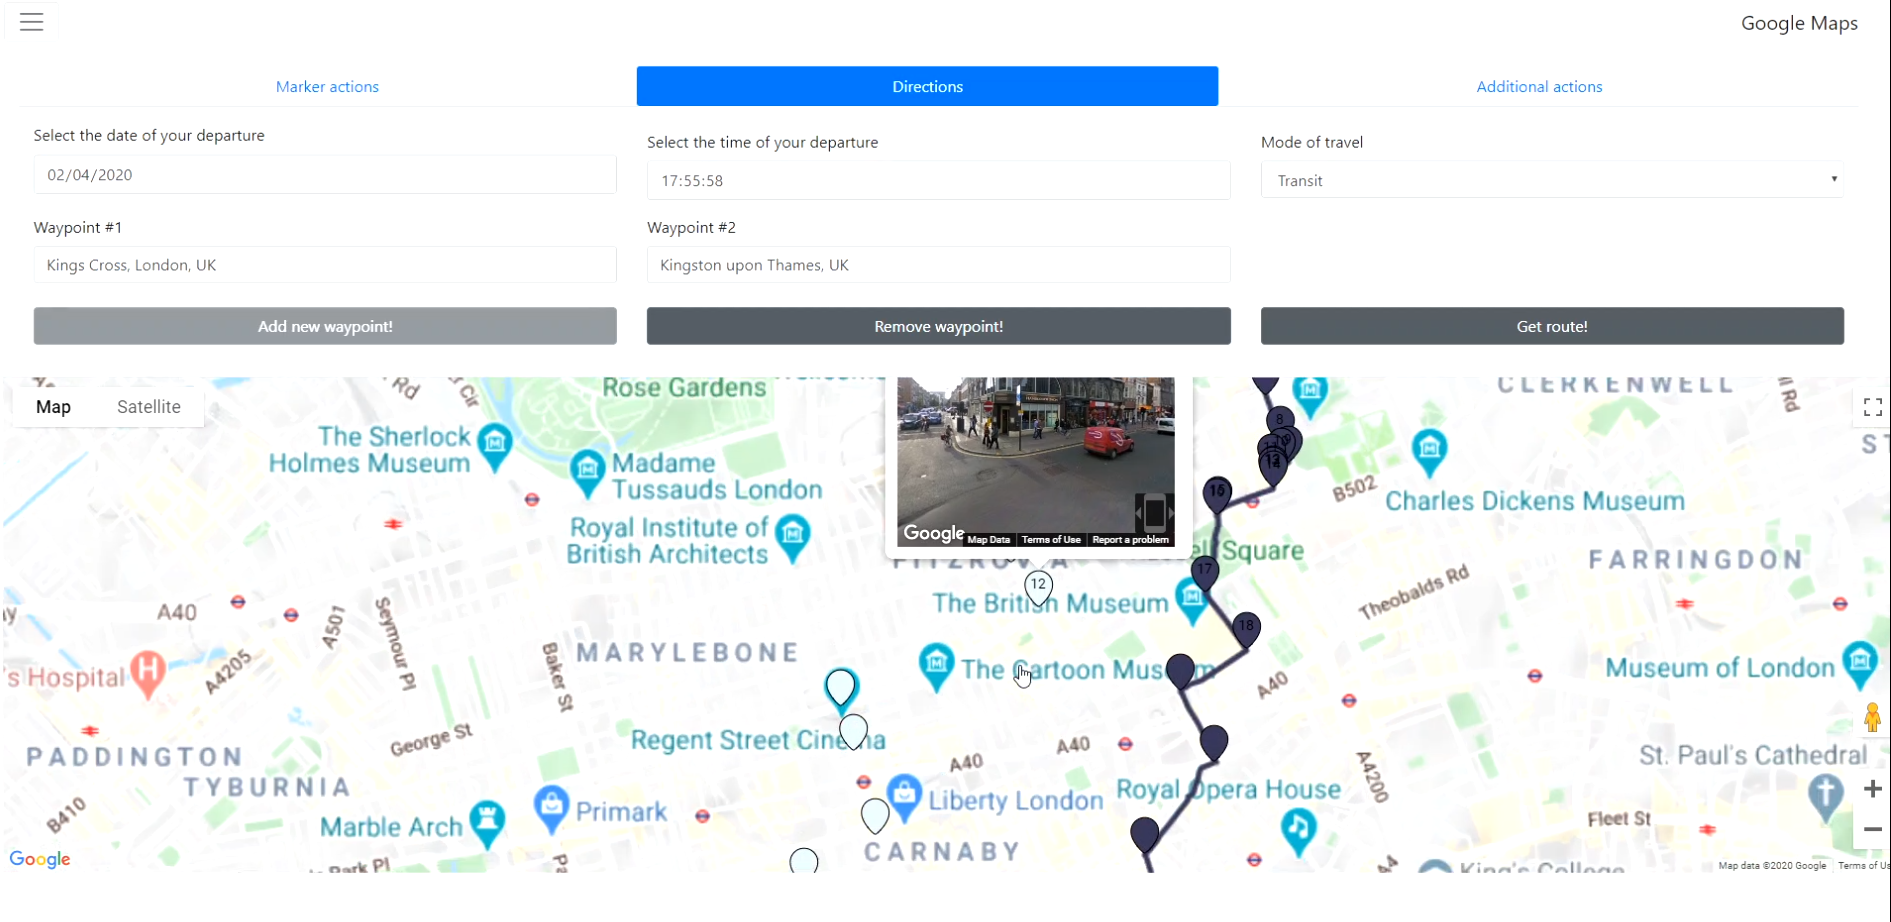 Google Maps
Marker actions
Directions
Additional actions
Select the date of your departure
Select the time of your departure
Mode of travel
02/04/2020
17:55:58
Transit
Waypoint #1
Waypoint #2
Kings Cross, London, UK
Kingston upon Thames, UK
Add new waypoint!
Remove waypoint!
Get route!
Map
Satellite
Rd
Cir
Rose Gardens
CLERKENWELL
Rd
The Sherlock
Holmes Museum
Madame
Tussauds London
Royal Institute of
British Architects
8
B502
Charles Dickens Museum
Google
Map Data
Terms of Use
Report a problem
Square
FARRINGDON
17
12
The British Museum
Theobalds Rd
A40
A501
Seymour Pl
18
MARYLEBONE
Baker St
's Hospital
A4205
The Cartoon Museum
A40
Museum of London
George St
Regent Street Cinema
A40
A40
PADDINGTON
TYBURNIA
St. Paul's Cathedral
A4200
B410
Primark
Liberty London
Royal Opera House
Marble Arch
Fleet St
CARNABY
Google
Park Pl
King's College
Map data ©2020 Google
Terms of Us